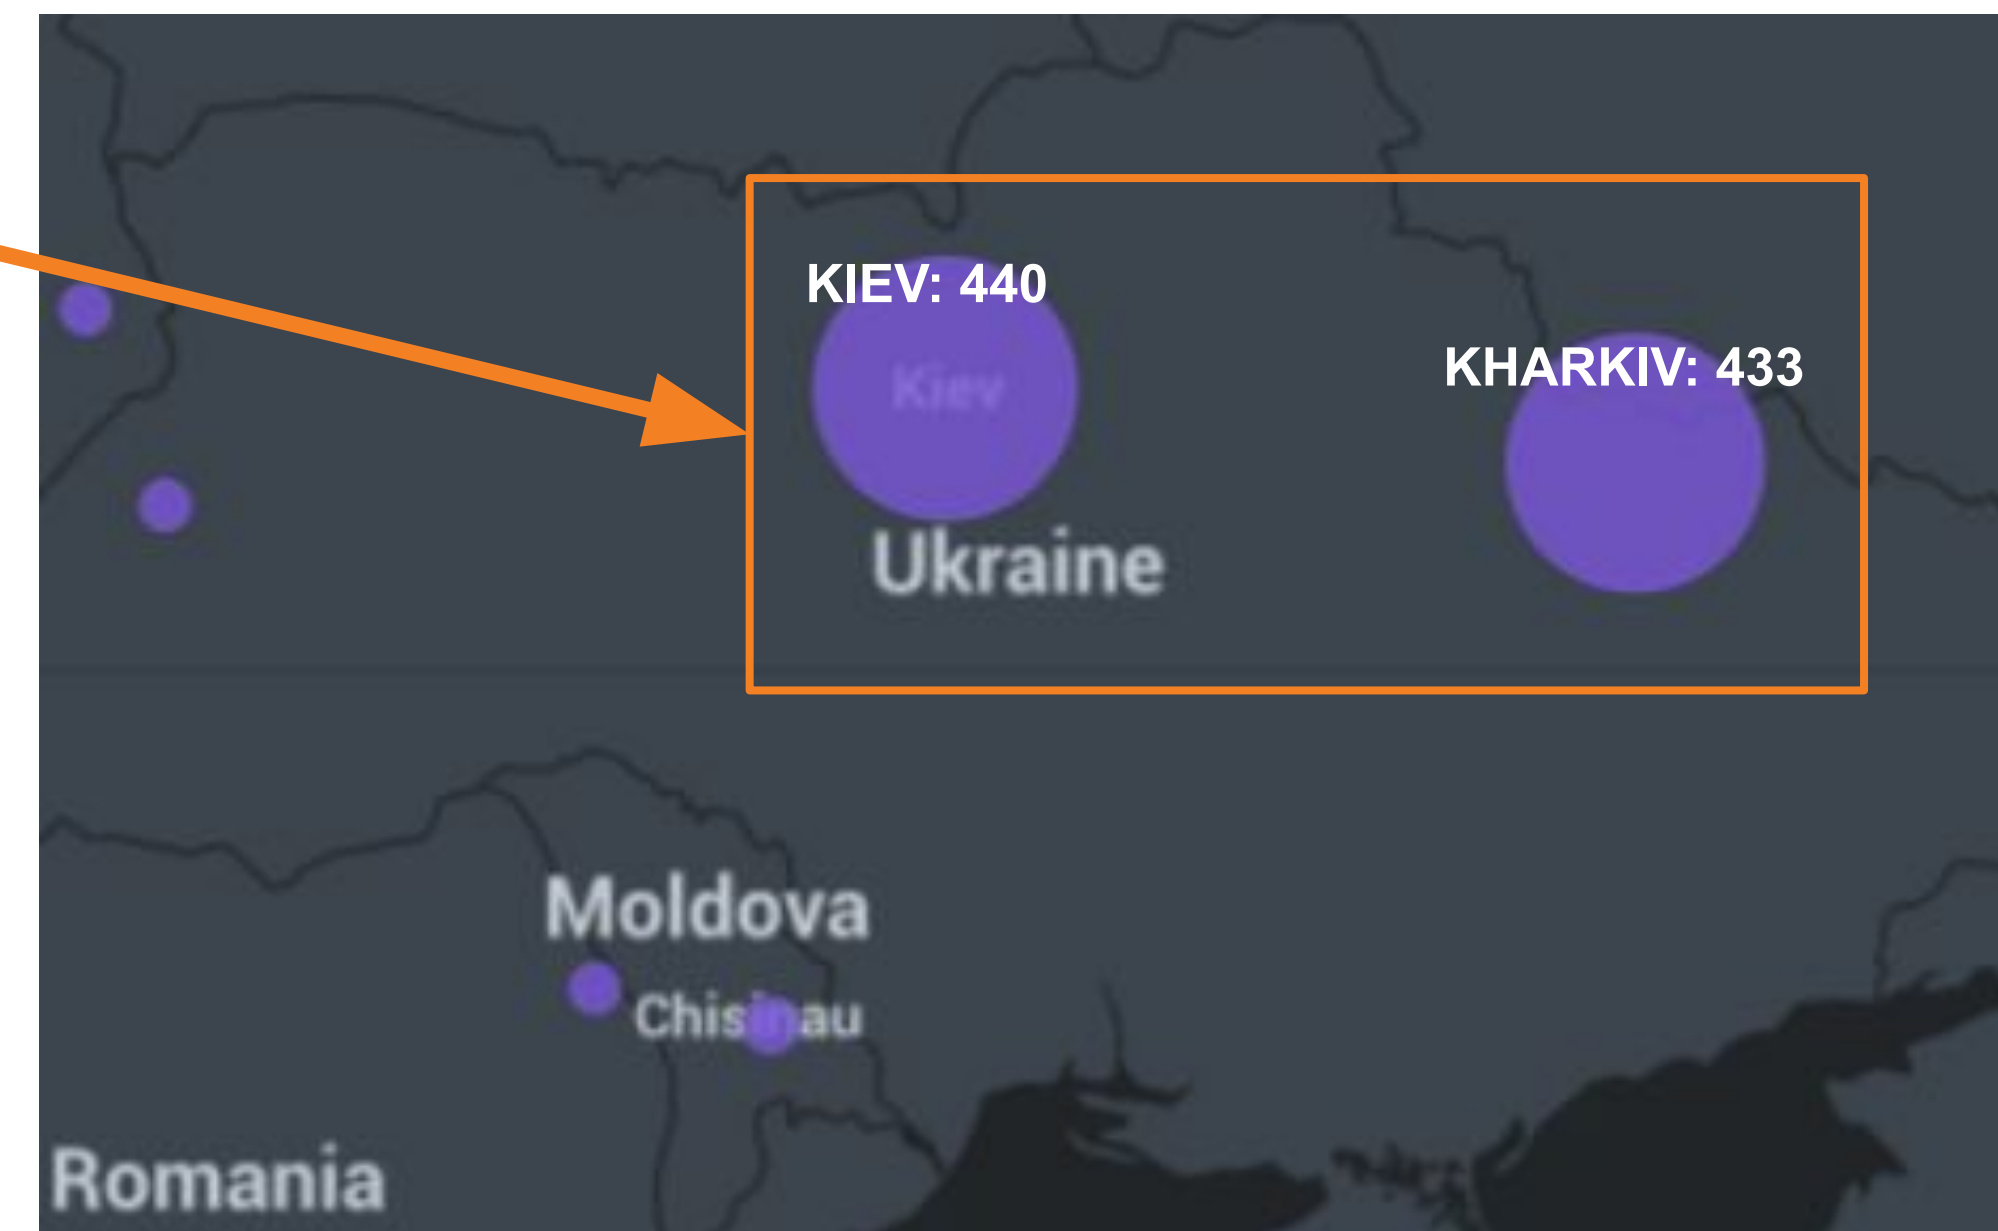 KIEV: 440
KHARKIV: 433
Kiev
Ukraine
Moldova
Chisinau
Romania